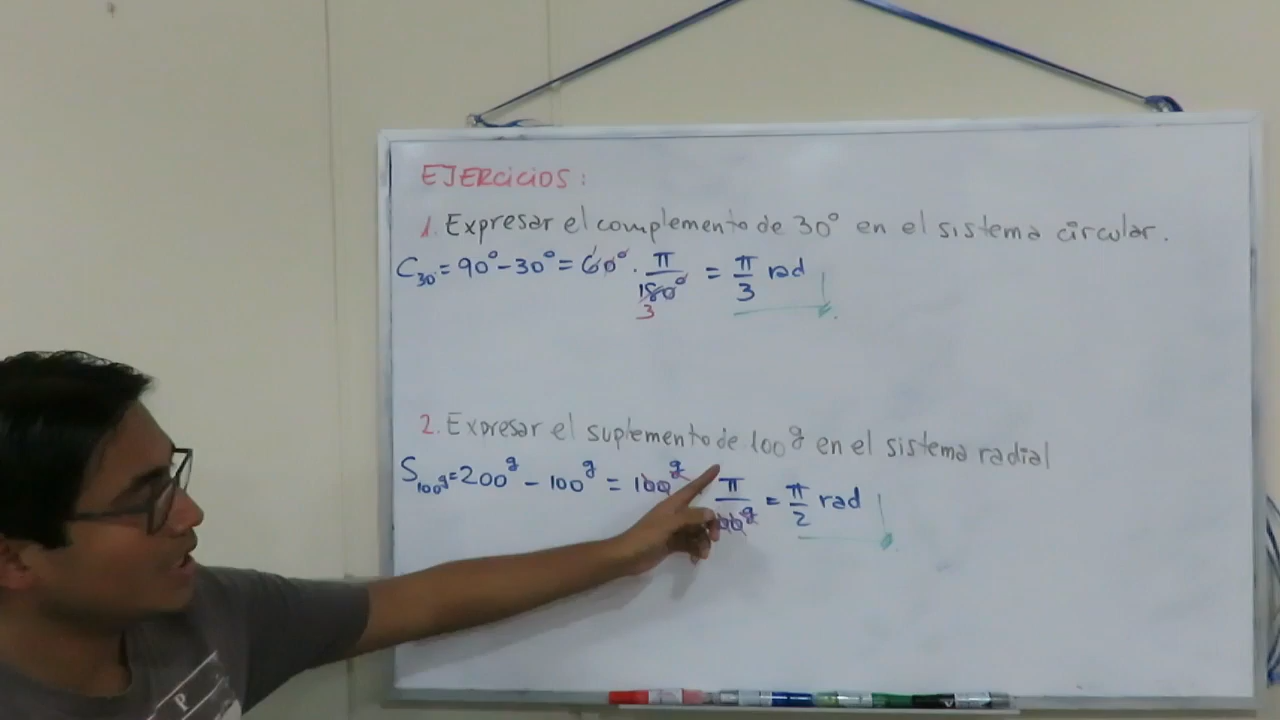 EJERCICIOS:
1. Expresar el complemento de 30° en el sistema circular.
C30° = 90° - 30° = 60° · π/180° = π/3 rad
3
2. Expresar el suplemento de 100g en el sistema radial
S100g = 200g - 100g = 100g π/00g = π/2 rad
P